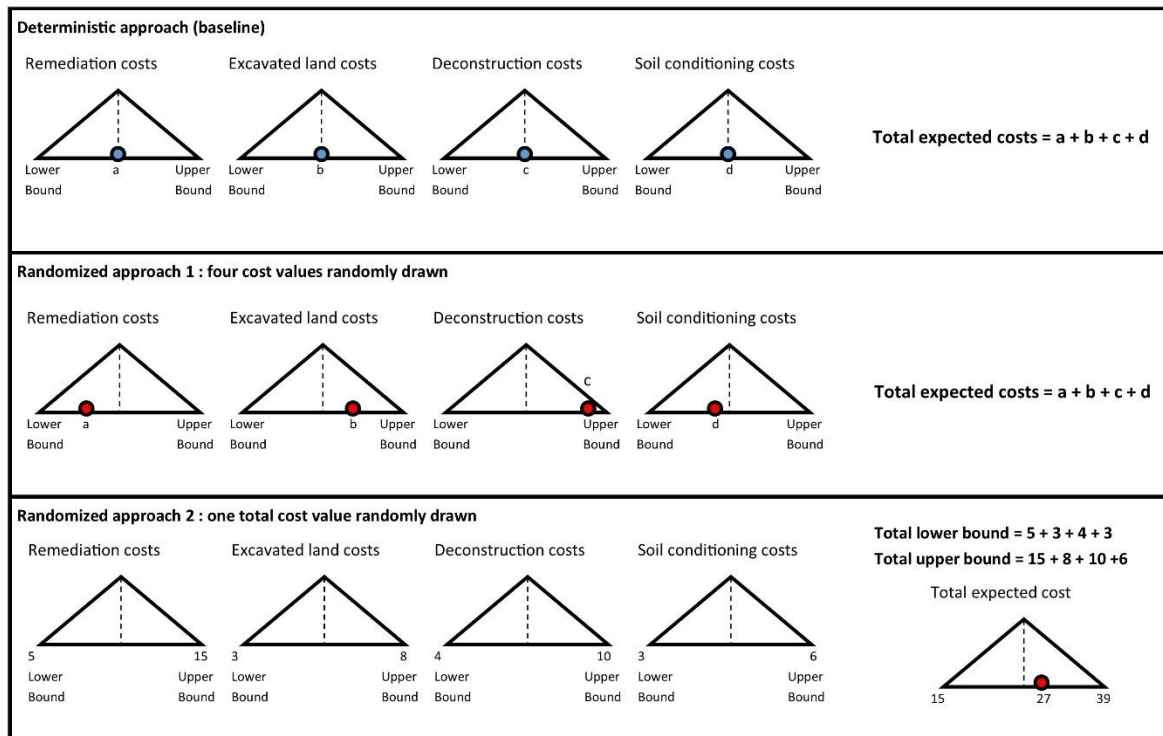 Deterministic approach (baseline)
Remediation costs Excavated land costs Deconstruction costs Soil conditioning costs
Total expected costs = a + b + c + d
Lower a Upper Lower b Upper Lower c Upper Lower d Upper
Bound Bound Bound Bound Bound Bound Bound Bound
Randomized approach 1 : four cost values randomly drawn
Remediation costs Excavated land costs Deconstruction costs Soil conditioning costs
c
Total expected costs = a + b + c + d
Lower a Upper Lower b Upper Lower Upper Lower d Upper
Bound Bound Bound Bound Bound Bound Bound Bound
Randomized approach 2 : one total cost value randomly drawn
Total lower bound = 5 + 3 + 4 + 3
Remediation costs Excavated land costs Deconstruction costs Soil conditioning costs
Total upper bound = 15 + 8 + 10 +6
Total expected cost
5 15 3 8 4 10 3 6
Lower Upper Lower Upper Lower Upper Lower Upper
Bound Bound Bound Bound Bound Bound Bound Bound
15 27 39